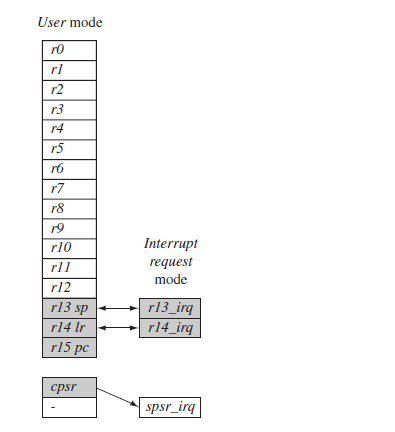 User mode
r0
r1
r2
r3
r4
r5
r6
r7
r8
r9
r10
r11
r12
r13 sp
r14 lr
r15 pc
cpsr
-
Interrupt
request
mode
r13_irq
r14_irq
spsr_irq